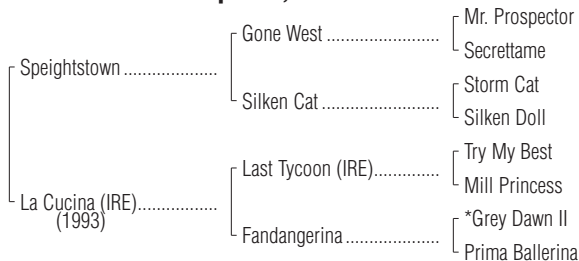 Mr. Prospector
Gone West ........................
Secrettame
Speightstown ....................
Storm Cat
Silken Cat .........................
Silken Doll
Try My Best
Last Tycoon (IRE)..............
Mill Princess
La Cucina (IRE).................
(1993)
*Grey Dawn II
Fandangerina ....................
Prima Ballerina